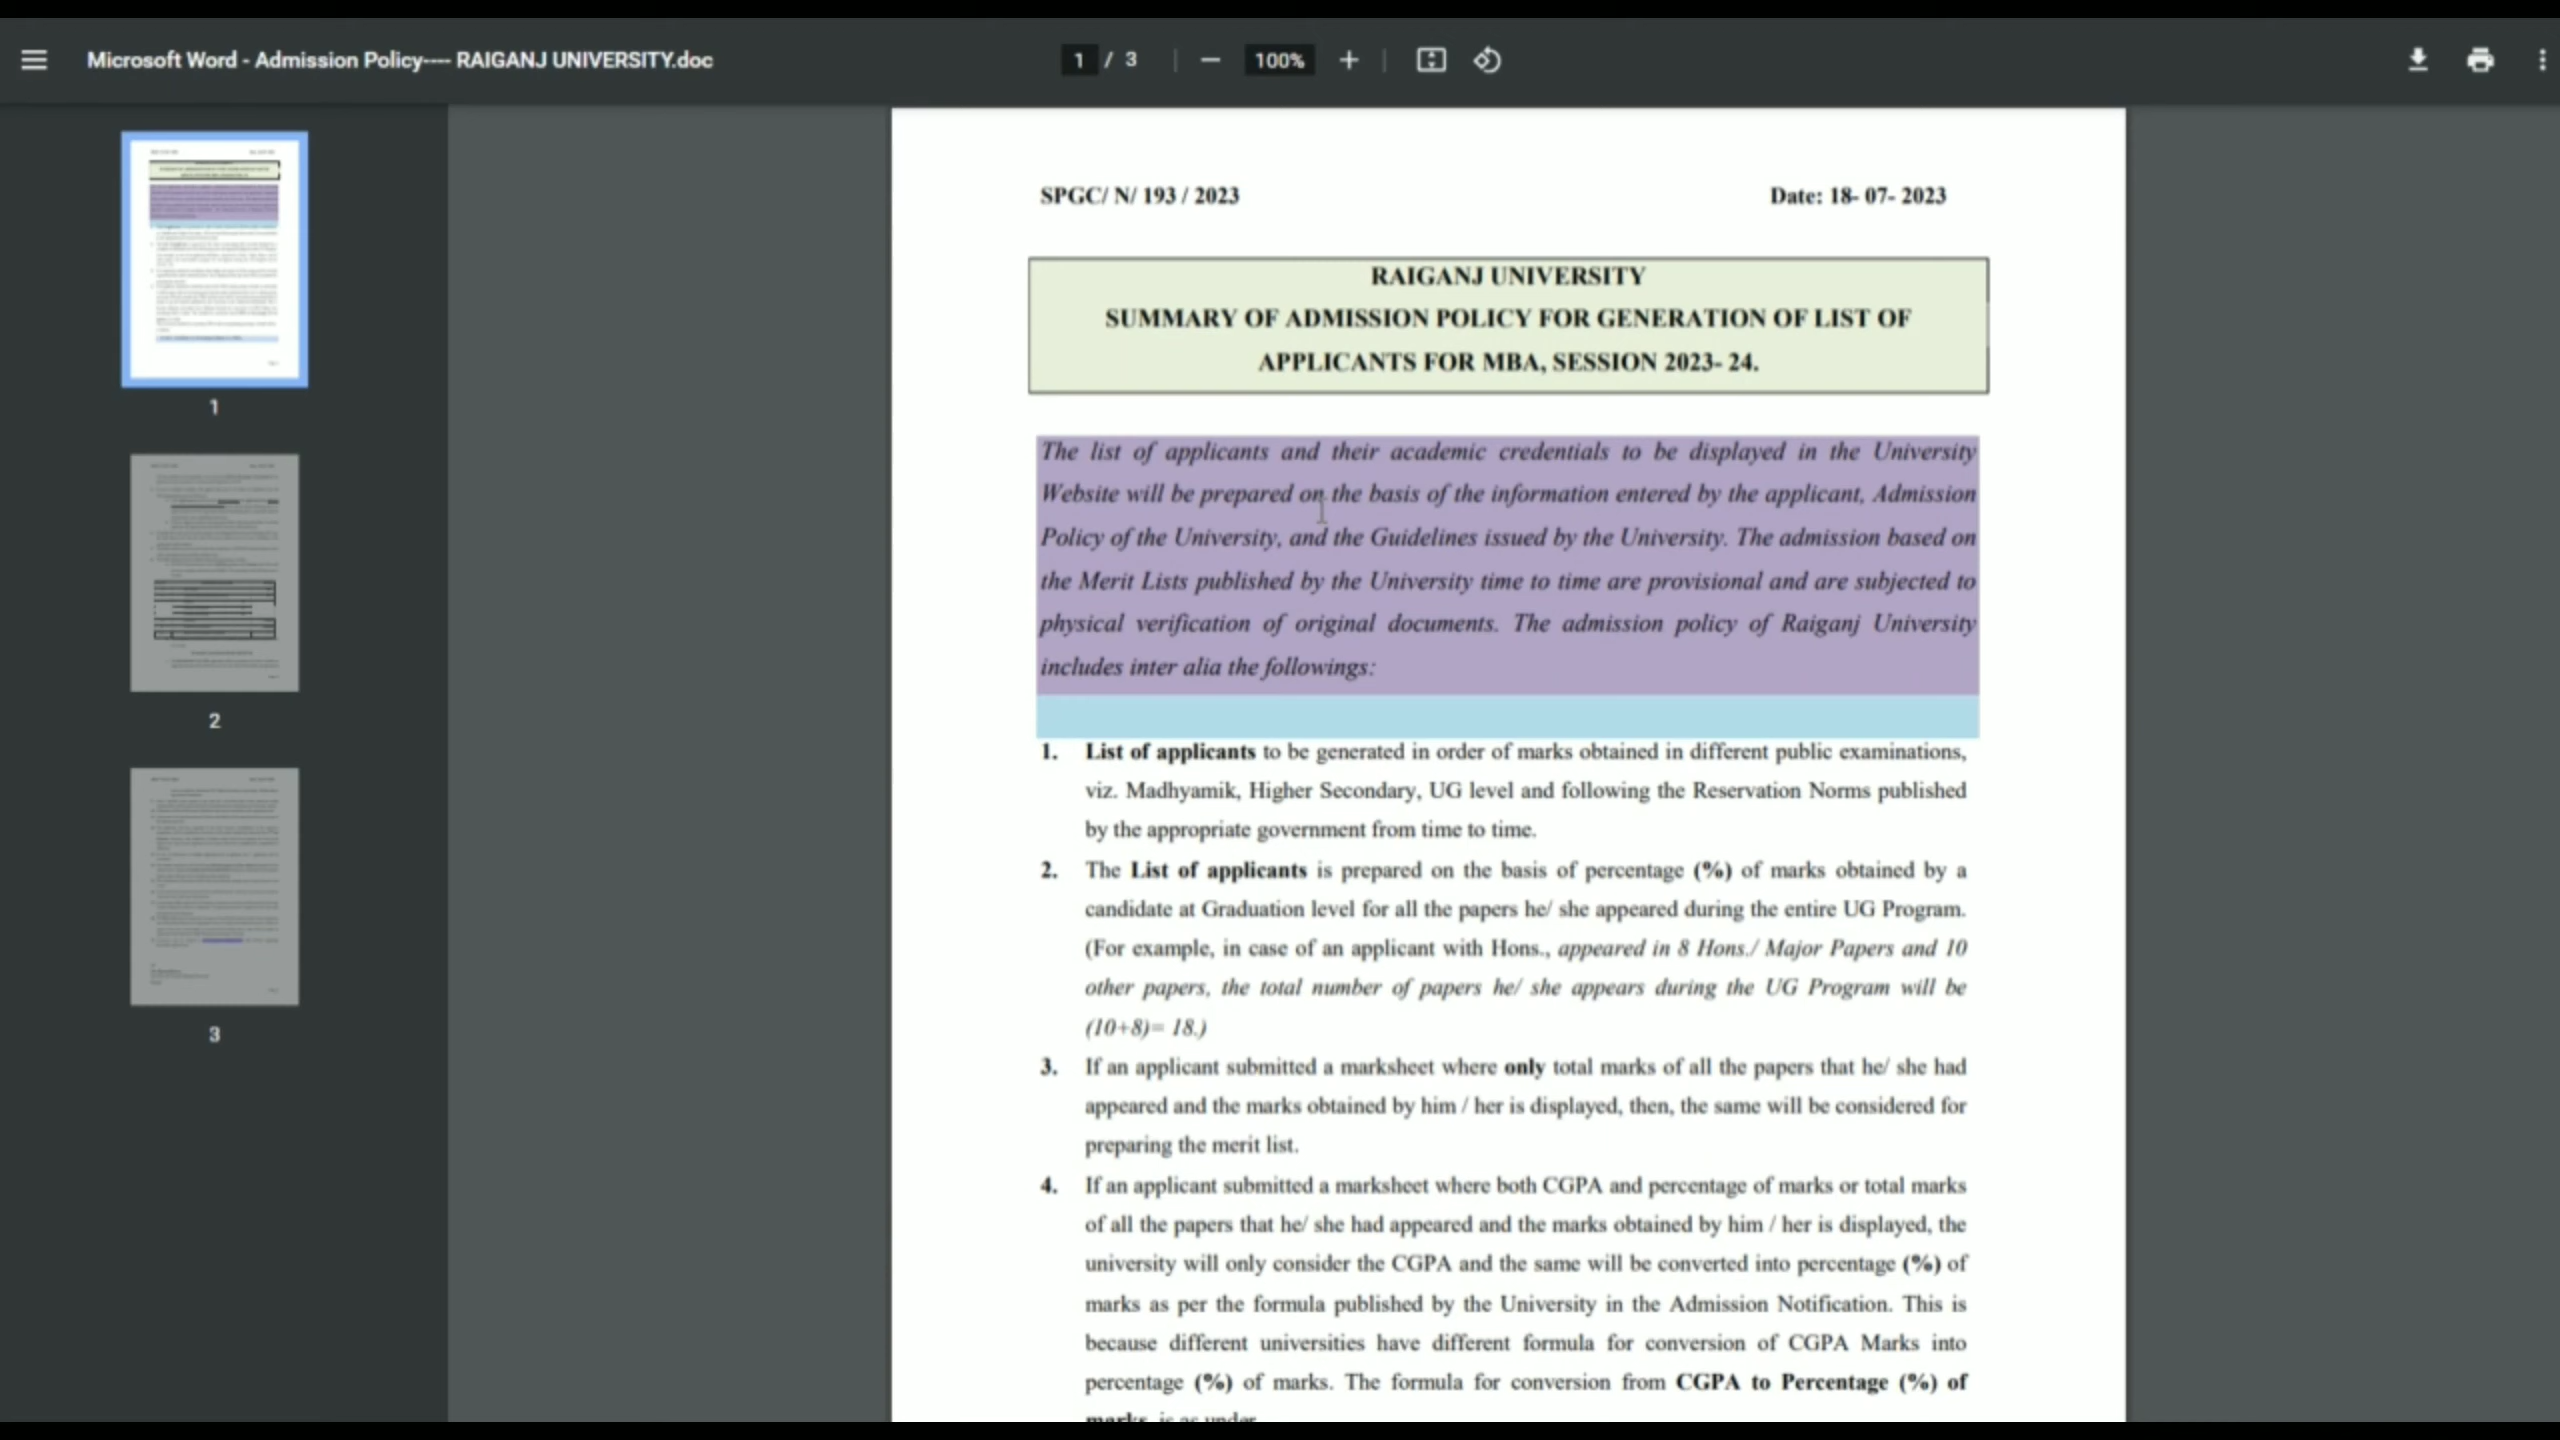 Microsoft Word - Admission Policy---- RAIGANJ UNIVERSITY.doc
1 / 3
100%
1
2
3
SPGC/ N/ 193 / 2023
Date: 18- 07- 2023
RAIGANJ UNIVERSITY
SUMMARY OF ADMISSION POLICY FOR GENERATION OF LIST OF
APPLICANTS FOR MBA, SESSION 2023- 24.
The list of applicants and their academic credentials to be displayed in the University
Website will be prepared on the basis of the information entered by the applicant, Admission
Policy of the University, and the Guidelines issued by the University. The admission based on
the Merit Lists published by the University time to time are provisional and are subjected to
physical verification of original documents. The admission policy of Raiganj University
includes inter alia the followings:
1. List of applicants to be generated in order of marks obtained in different public examinations,
viz. Madhyamik, Higher Secondary, UG level and following the Reservation Norms published
by the appropriate government from time to time.
2. The List of applicants is prepared on the basis of percentage (%) of marks obtained by a
candidate at Graduation level for all the papers he/ she appeared during the entire UG Program.
(For example, in case of an applicant with Hons., appeared in 8 Hons./ Major Papers and 10
other papers, the total number of papers he/ she appears during the UG Program will be
(10+8)= 18.)
3. If an applicant submitted a marksheet where only total marks of all the papers that he/ she had
appeared and the marks obtained by him / her is displayed, then, the same will be considered for
preparing the merit list.
4. If an applicant submitted a marksheet where both CGPA and percentage of marks or total marks
of all the papers that he/ she had appeared and the marks obtained by him / her is displayed, the
university will only consider the CGPA and the same will be converted into percentage (%) of
marks as per the formula published by the University in the Admission Notification. This is
because different universities have different formula for conversion of CGPA Marks into
percentage (%) of marks. The formula for conversion from CGPA to Percentage (%) of
marks is as under